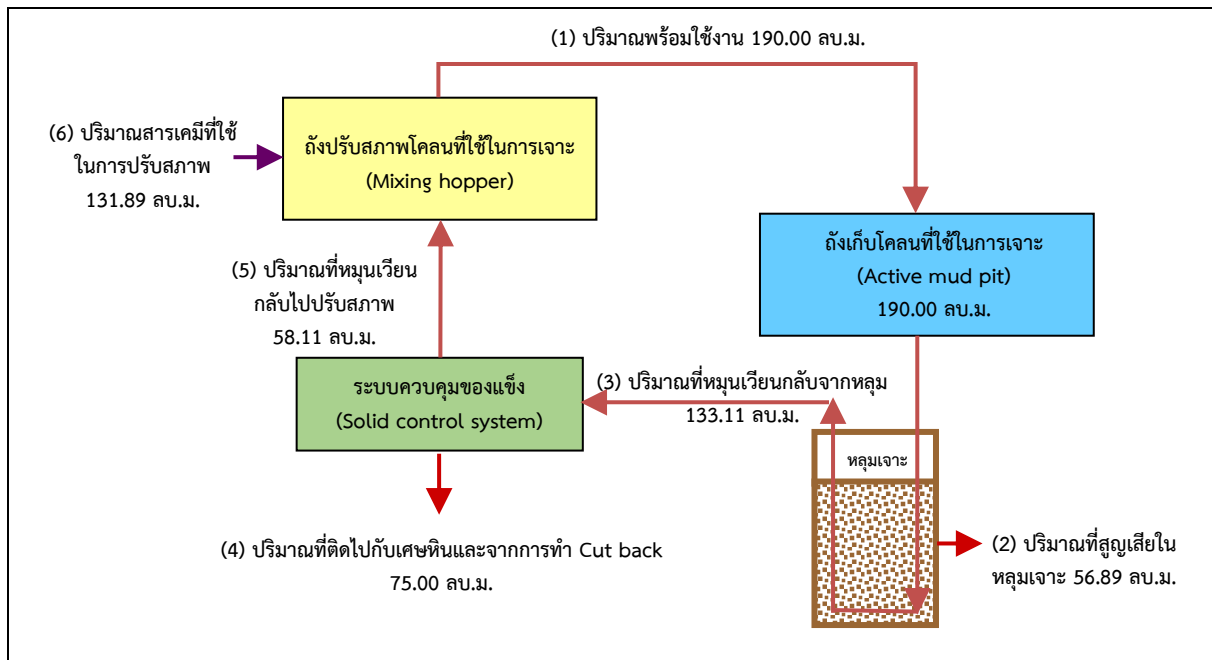 (1) ปริมาณพร้อมใช้งาน 190.00 ลบ.ม.
(6) ปริมาณสารเคมีที่ใช้
ในการปรับสภาพ
131.89 ลบ.ม.
ถังปรับสภาพโคลนที่ใช้ในการเจาะ
(Mixing hopper)
ถังเก็บโคลนที่ใช้ในการเจาะ
(Active mud pit)
190.00 ลบ.ม.
(5) ปริมาณที่หมุนเวียน
กลับไปปรับสภาพ
58.11 ลบ.ม.
ระบบควบคุมของแข็ง
(Solid control system)
(3) ปริมาณที่หมุนเวียนกลับจากหลุม
133.11 ลบ.ม.
หลุมเจาะ
(4) ปริมาณที่ติดไปกับเศษหินและจากการทำ Cut back
75.00 ลบ.ม.
(2) ปริมาณที่สูญเสียใน
หลุมเจาะ 56.89 ลบ.ม.